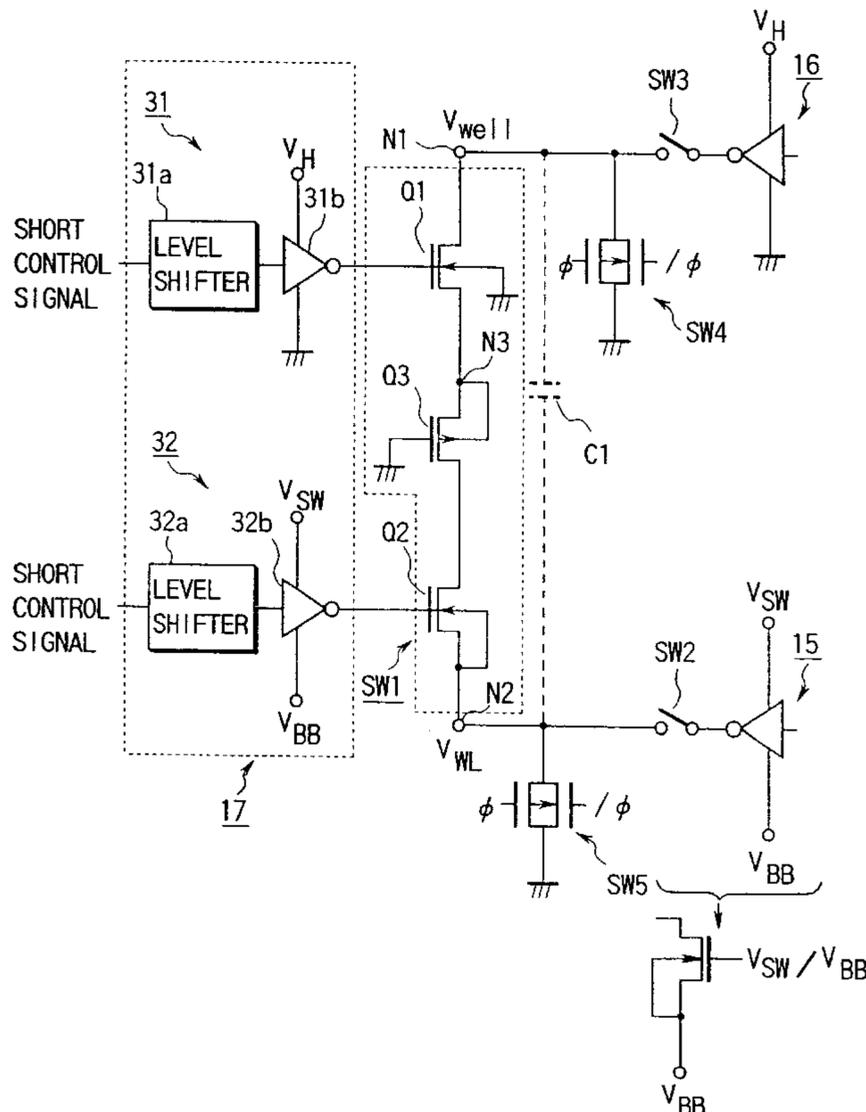 V_H
16
SW3
31
V_well
N1
V_H
31a
31b
Q1
SHORT
CONTROL
SIGNAL
LEVEL
SHIFTER
φ
/φ
SW4
N3
Q3
C1
32
V_SW
32a
32b
Q2
V_SW
SHORT
CONTROL
SIGNAL
LEVEL
SHIFTER
SW2
15
SW1
N2
V_BB
V_WL
17
φ
/φ
SW5
V_BB
V_SW/V_BB
V_BB